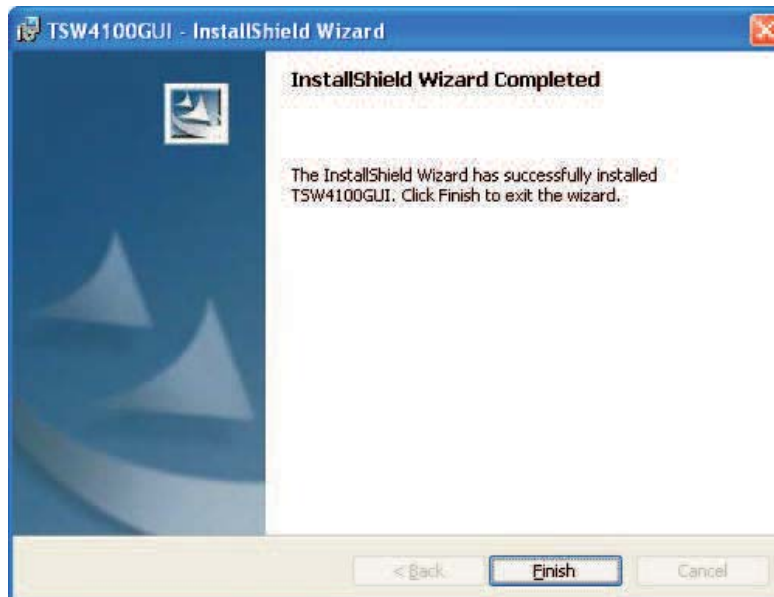 TSW4100GUI - InstallShield Wizard
InstallShield Wizard Completed
The InstallShield Wizard has successfully installed
TSW4100GUI. Click Finish to exit the wizard.
< Back
Finish
Cancel